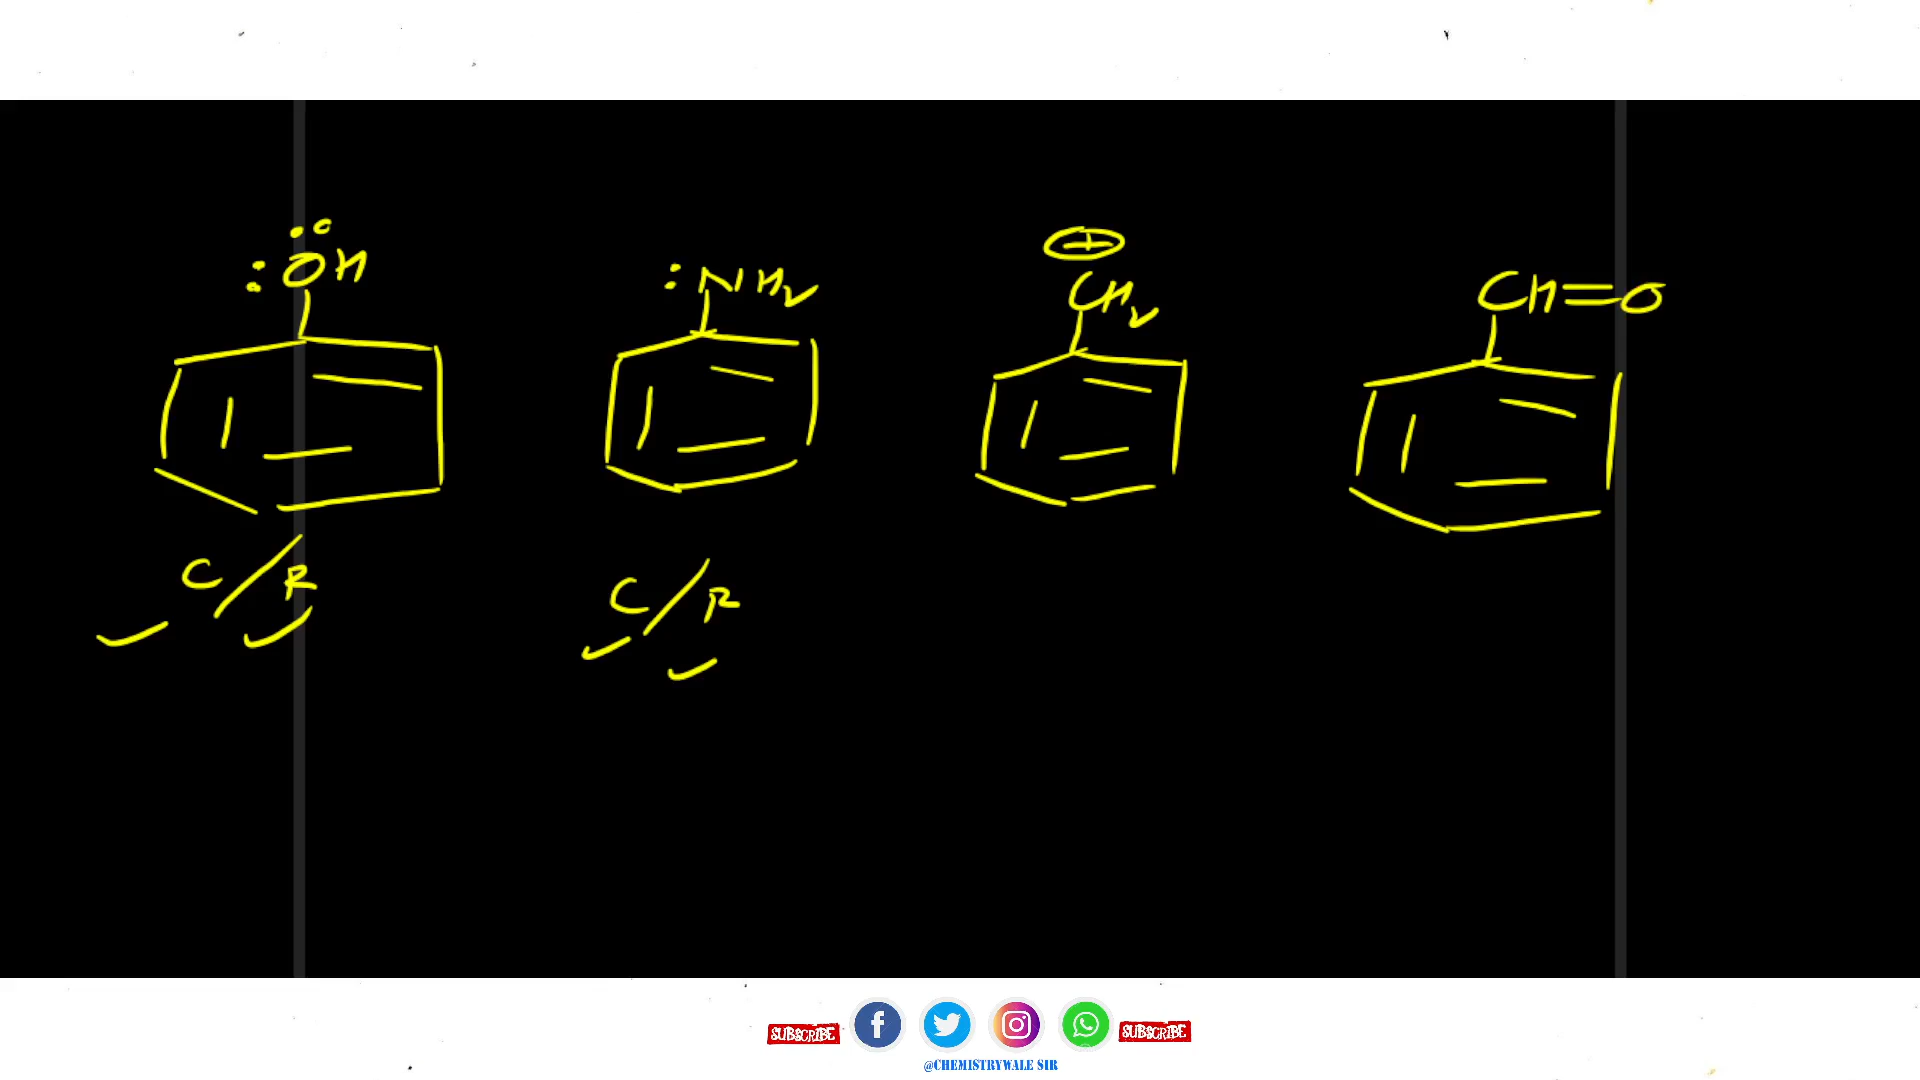 :ÖH
:NH₂
⊕
CH₂
CH=O
C/R
C/R
SUBSCRIBE
SUBSCRIBE
@CHEMISTRYWALE SIR